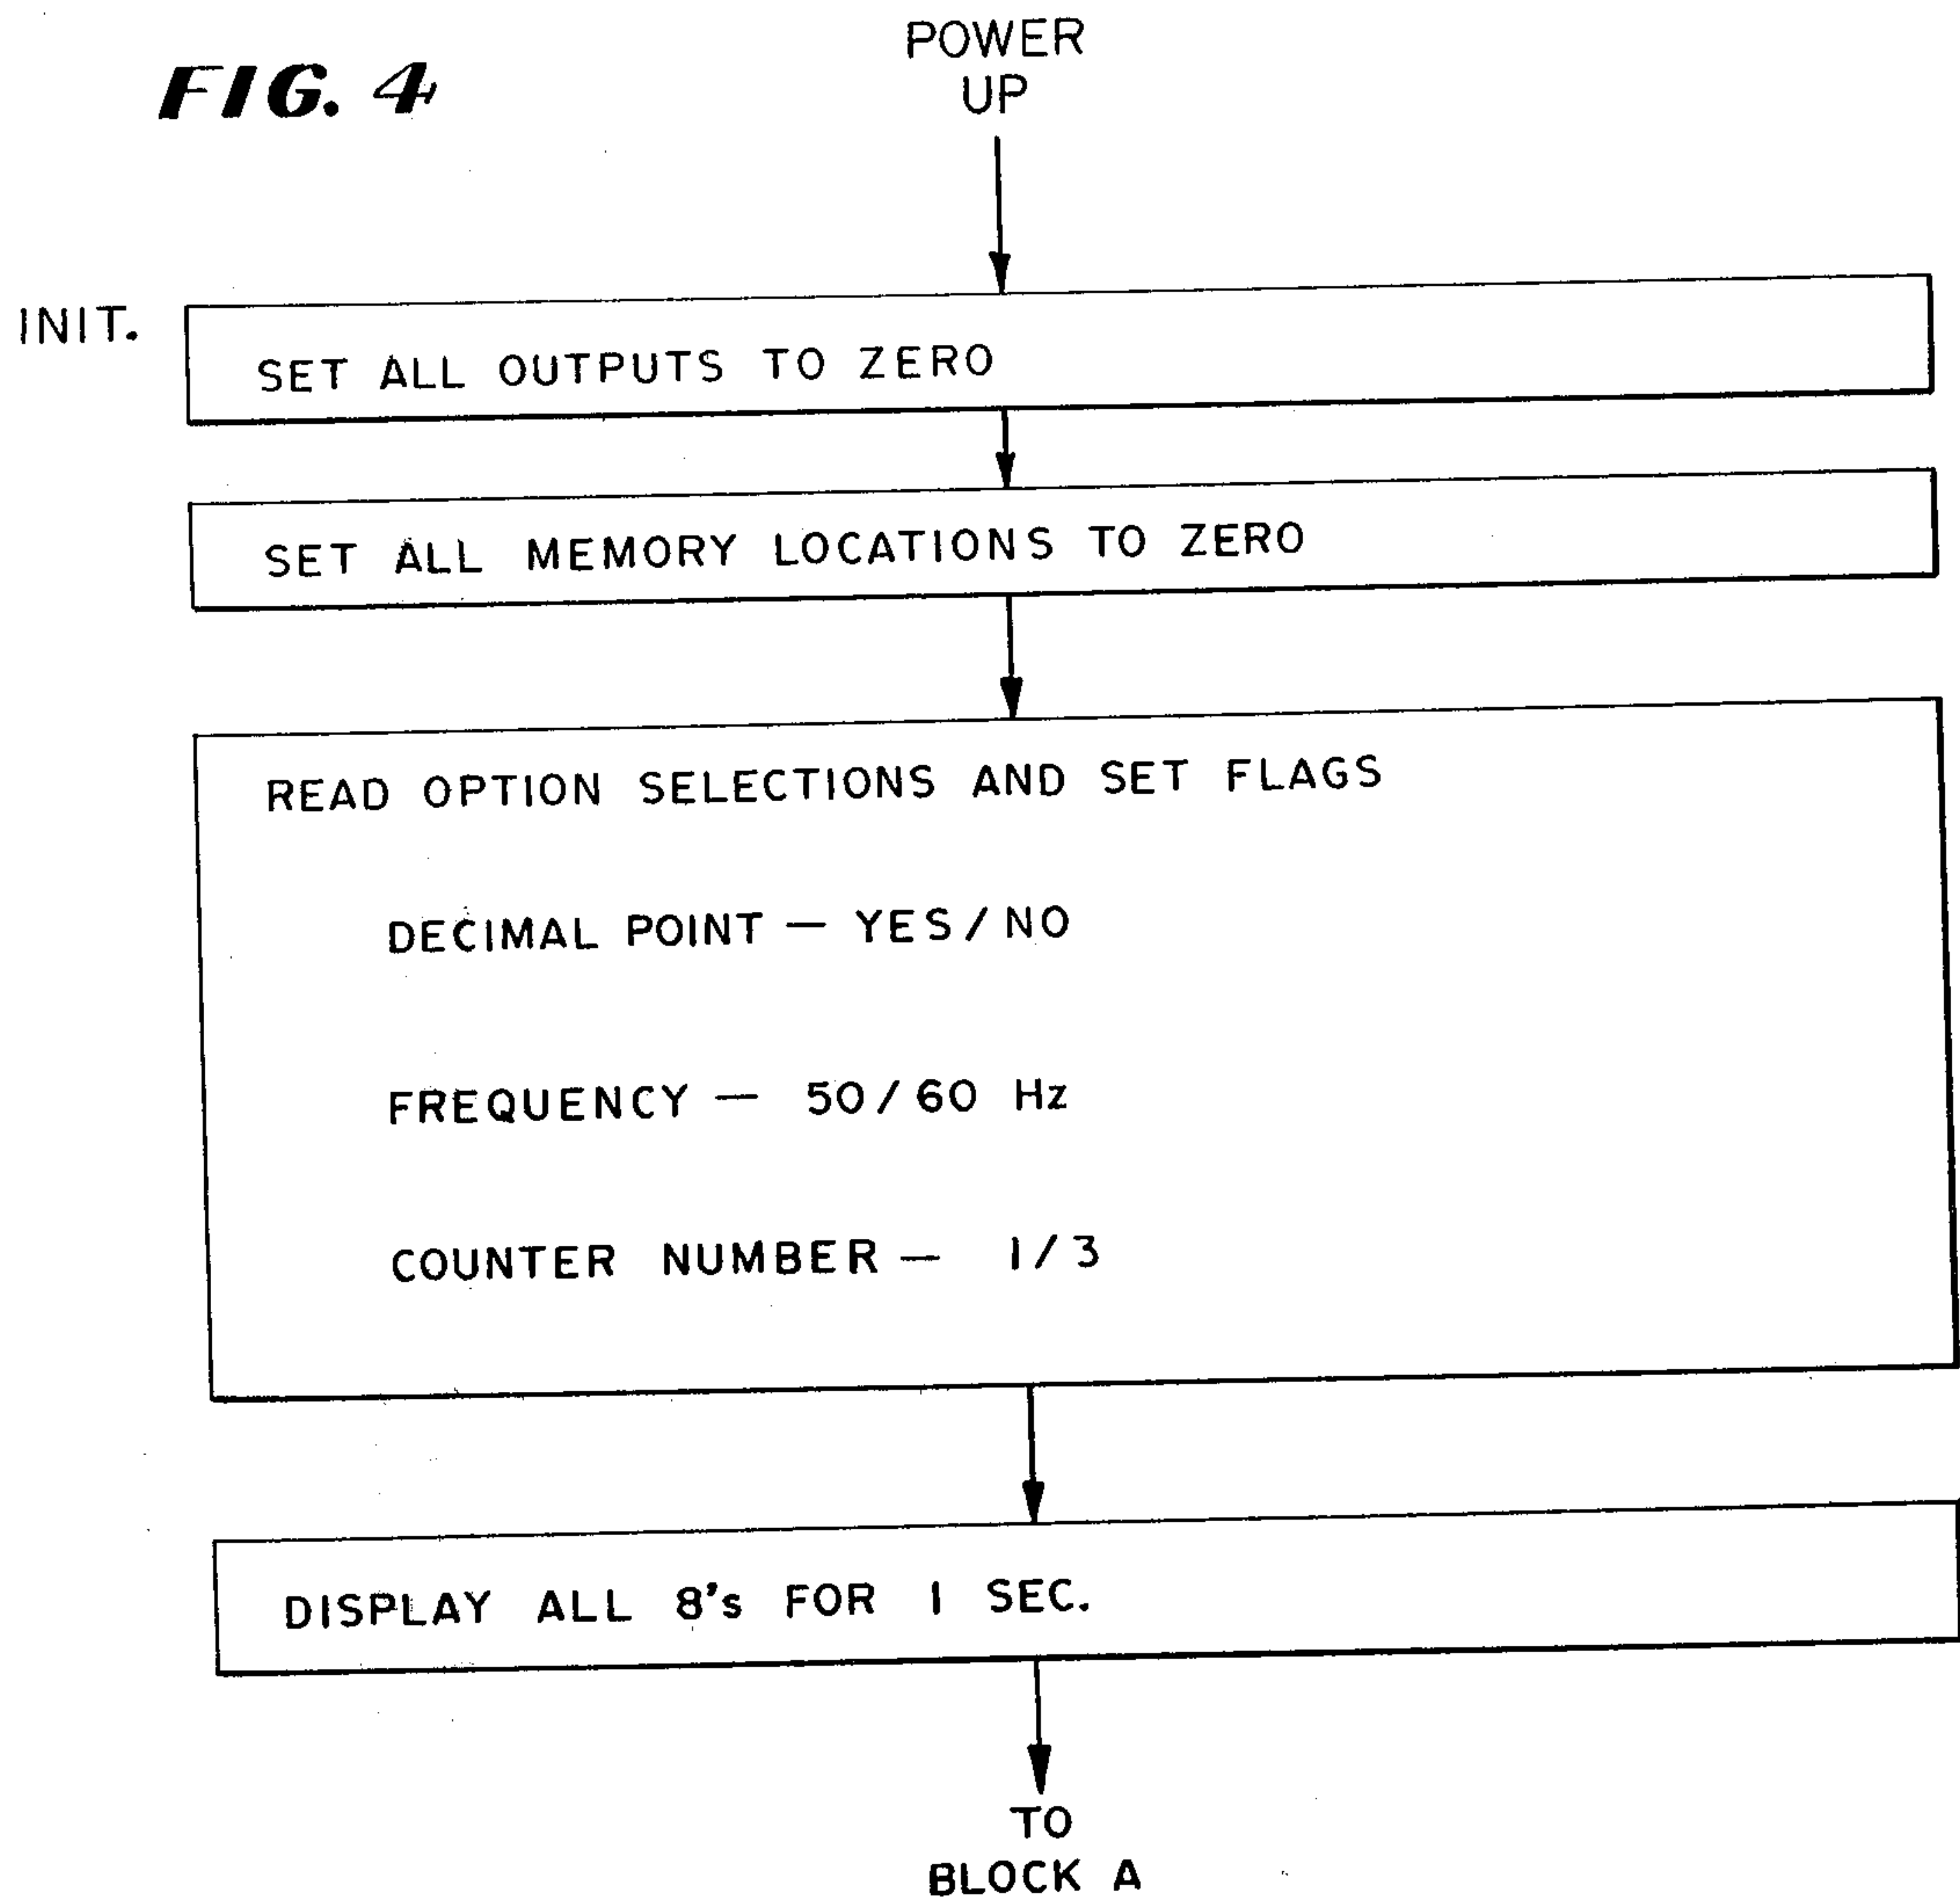 FIG. 4
POWER
UP
INIT.
SET ALL OUTPUTS TO ZERO
SET ALL MEMORY LOCATIONS TO ZERO
READ OPTION SELECTIONS AND SET FLAGS
DECIMAL POINT — YES/NO
FREQUENCY — 50/60 Hz
COUNTER NUMBER — 1/3
DISPLAY ALL 8's FOR 1 SEC.
TO
BLOCK A